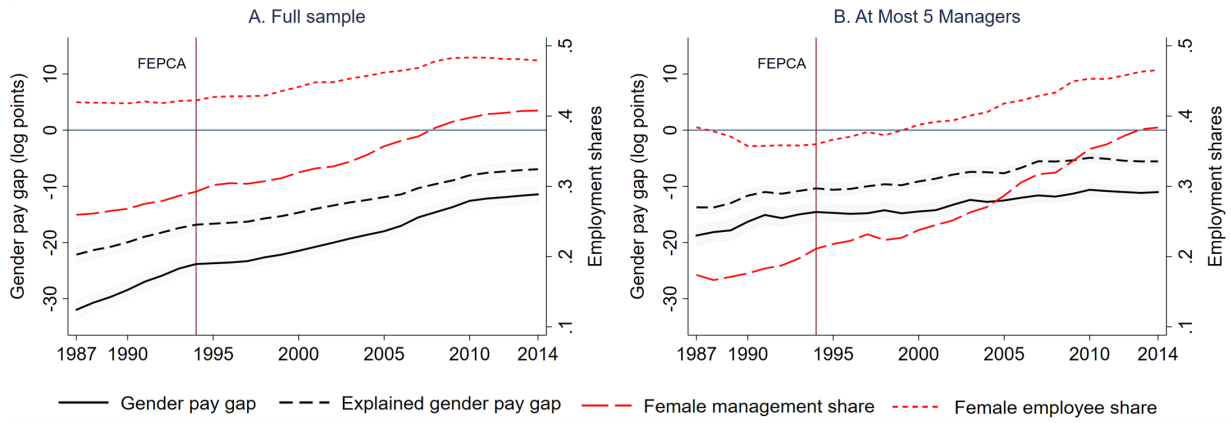 A. Full sample
Gender pay gap (log points)
10
0
-10
-20
-30
FEPCA
.5
.4
.3
.2
.1
Employment shares
1987 1990 1995 2000 2005 2010 2014
B. At Most 5 Managers
Gender pay gap (log points)
10
0
-10
-20
-30
FEPCA
.5
.4
.3
.2
.1
Employment shares
1987 1990 1995 2000 2005 2010 2014
Gender pay gap Explained gender pay gap Female management share Female employee share